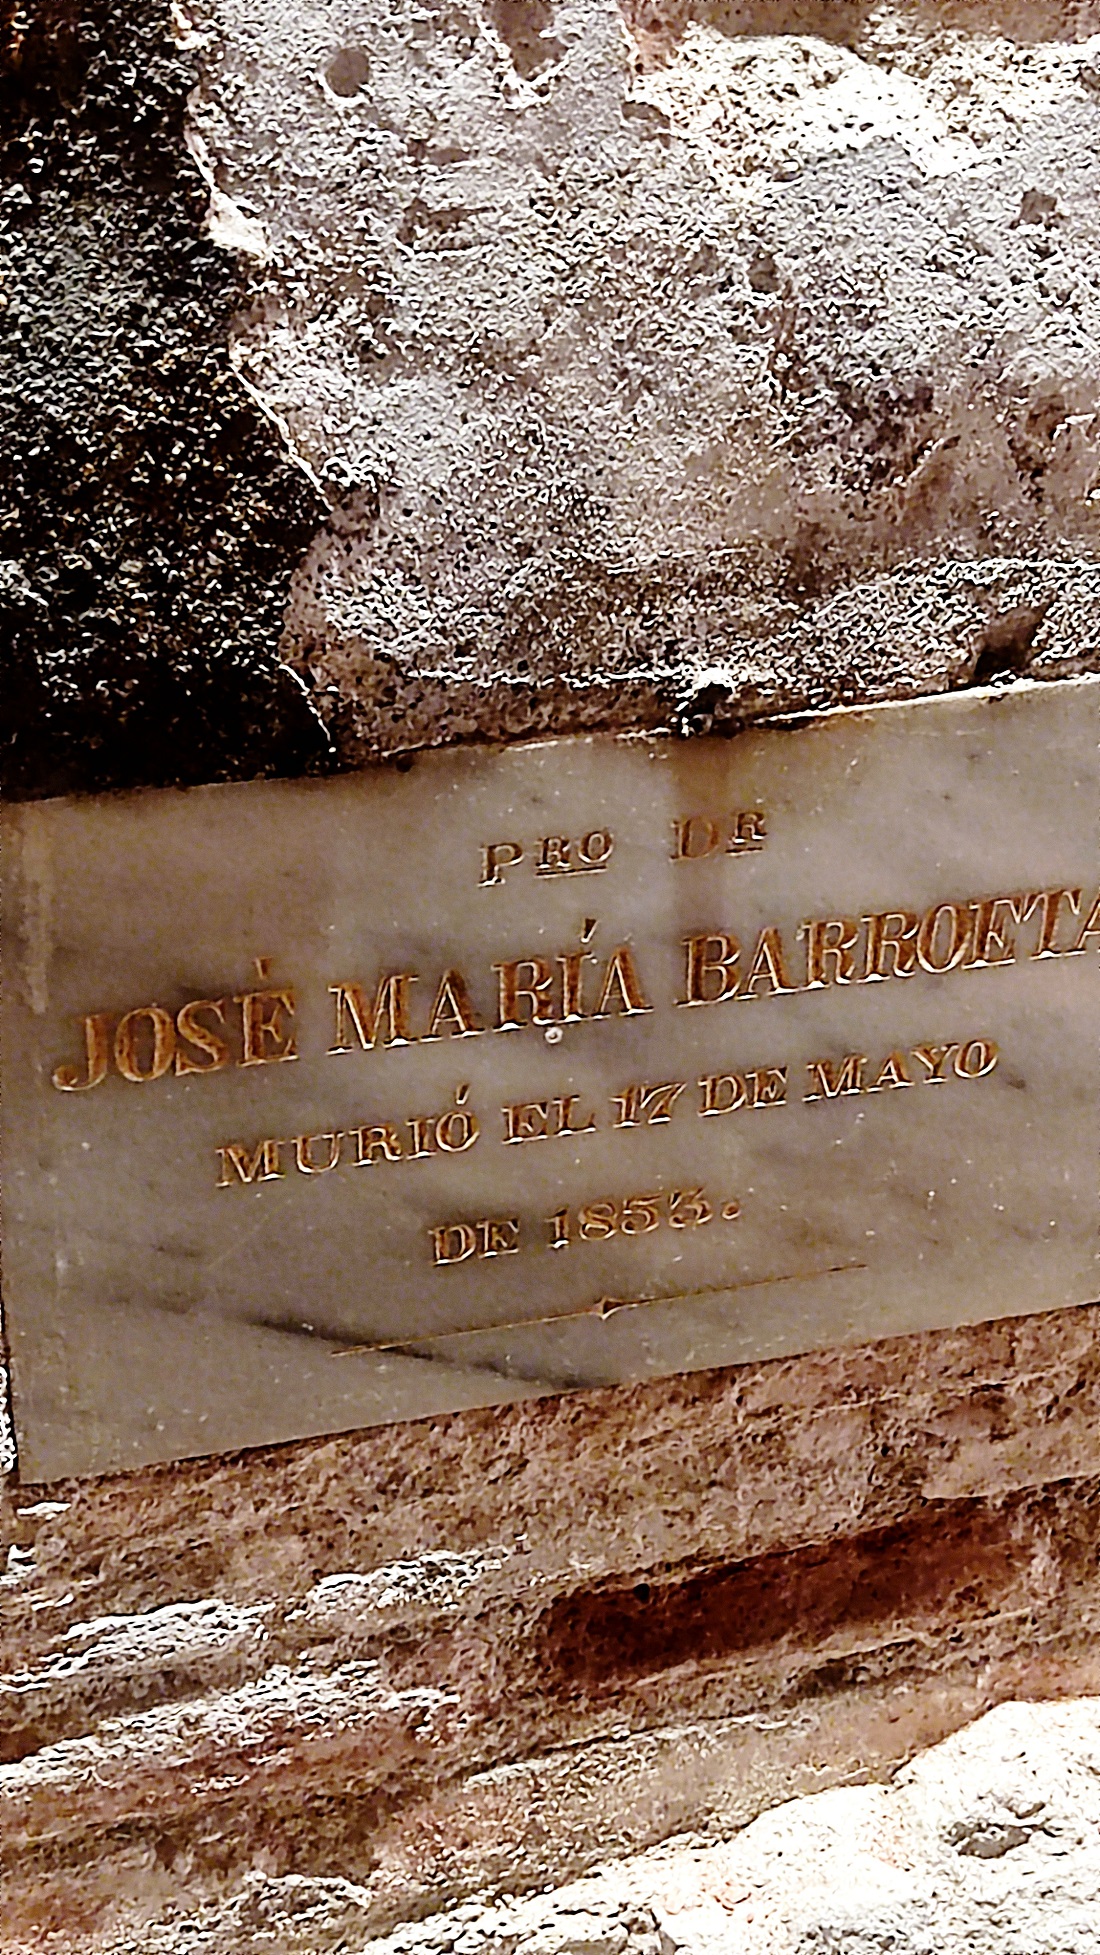 PRO DR
JOSÉ MARÍA BARROETA
MURIÓ EL 17 DE MAYO
DE 1853.